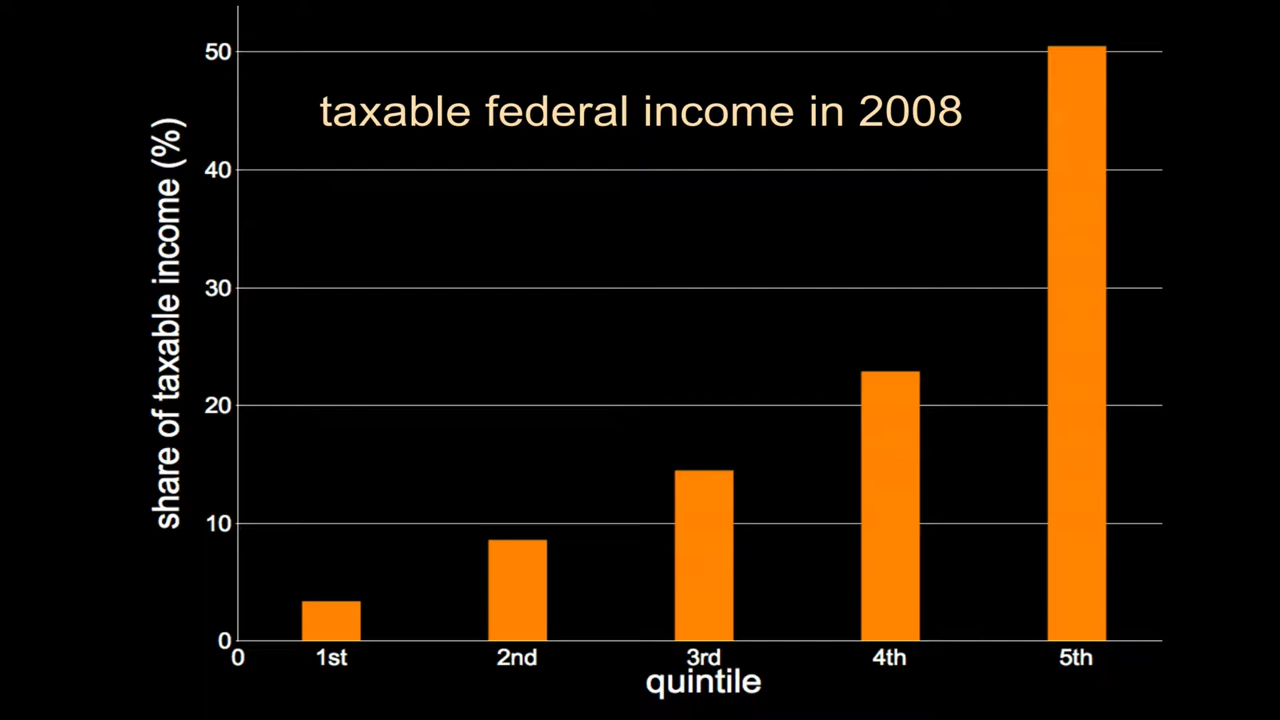 taxable federal income in 2008
share of taxable income (%)
50
40
30
20
10
0
0 1st 2nd 3rd 4th 5th
quintile